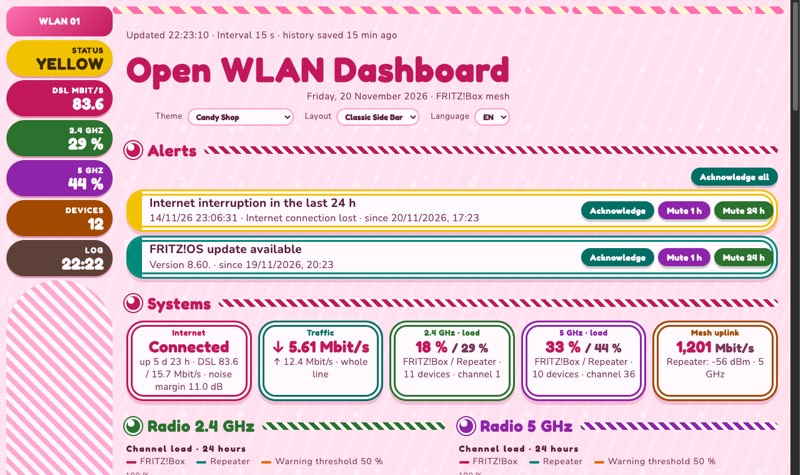 WLAN 01
STATUS
YELLOW
DSL MBIT/S
83.6
2.4 GHZ
29 %
5 GHZ
44 %
DEVICES
12
LOG
22:22
Updated 22:23:10 · Interval 15 s · history saved 15 min ago
Open WLAN Dashboard
Friday, 20 November 2026 · FRITZ!Box mesh
Theme Candy Shop Layout Classic Side Bar Language EN
Alerts
Acknowledge all
Internet interruption in the last 24 h
14/11/26 23:06:31 · Internet connection lost · since 20/11/2026, 17:23
Acknowledge Mute 1 h Mute 24 h
FRITZ!OS update available
Version 8.60. · since 19/11/2026, 20:23
Acknowledge Mute 1 h Mute 24 h
Systems
Internet
Connected
up 5 d 23 h · DSL 83.6
/ 15.7 Mbit/s · noise
margin 11.0 dB
Traffic
↓ 5.61 Mbit/s
↑ 12.4 Mbit/s · whole
line
2.4 GHz · load
18 % / 29 %
FRITZ!Box / Repeater ·
11 devices · channel 1
5 GHz · load
33 % / 44 %
FRITZ!Box / Repeater ·
10 devices · channel 36
Mesh uplink
1,201 Mbit/s
Repeater: -56 dBm · 5
GHz
Radio 2.4 GHz
Channel load · 24 hours
FRITZ!Box Repeater Warning threshold 50 %
100 %
Radio 5 GHz
Channel load · 24 hours
FRITZ!Box Repeater Warning threshold 50 %
100 %